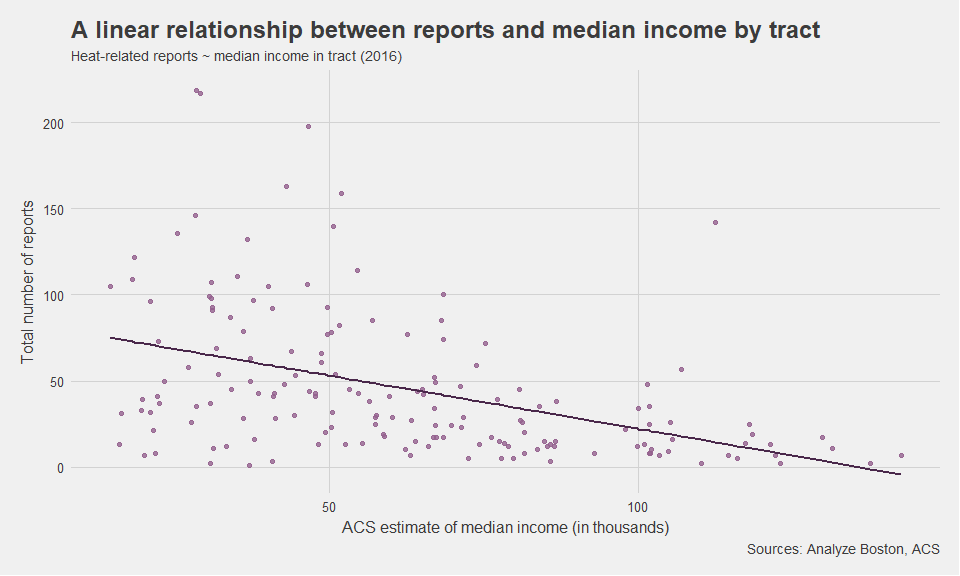 A linear relationship between reports and median income by tract
Heat-related reports ~ median income in tract (2016)
Total number of reports
200
150
100
50
0
50
100
ACS estimate of median income (in thousands)
Sources: Analyze Boston, ACS